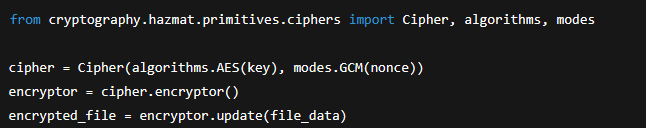 from cryptography.hazmat.primitives.ciphers import Cipher, algorithms, modes
cipher = Cipher(algorithms.AES(key), modes.GCM(nonce))
encryptor = cipher.encryptor()
encrypted_file = encryptor.update(file_data)